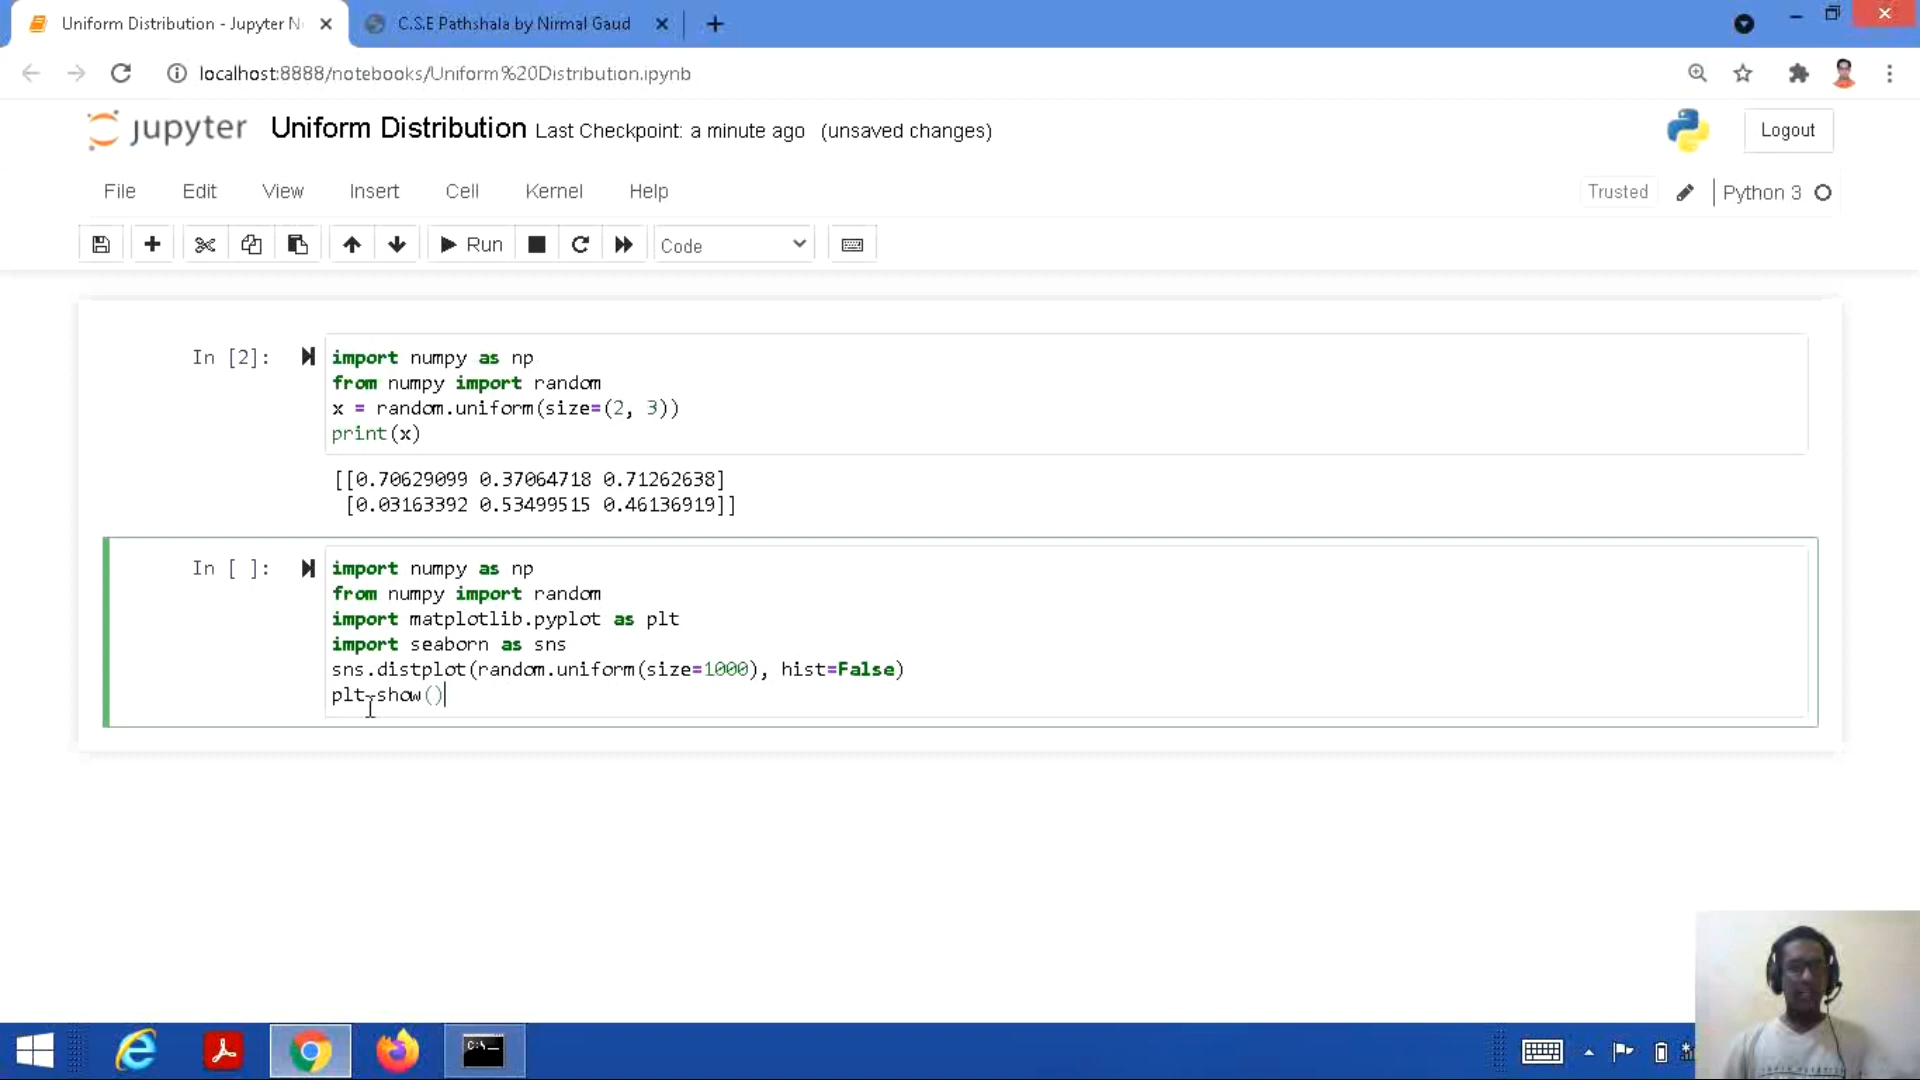 Uniform Distribution - Jupyter N
C.S.E Pathshala by Nirmal Gaud
localhost:8888/notebooks/Uniform%20Distribution.ipynb
jupyter Uniform Distribution Last Checkpoint: a minute ago (unsaved changes)
Logout
File Edit View Insert Cell Kernel Help
Trusted Python 3
Run Code
In [2]:
import numpy as np
from numpy import random
x = random.uniform(size=(2, 3))
print(x)
[[0.70629099 0.37064718 0.71262638]
[0.03163392 0.53499515 0.46136919]]
In [ ]:
import numpy as np
from numpy import random
import matplotlib.pyplot as plt
import seaborn as sns
sns.distplot(random.uniform(size=1000), hist=False)
plt.show()
C:\_